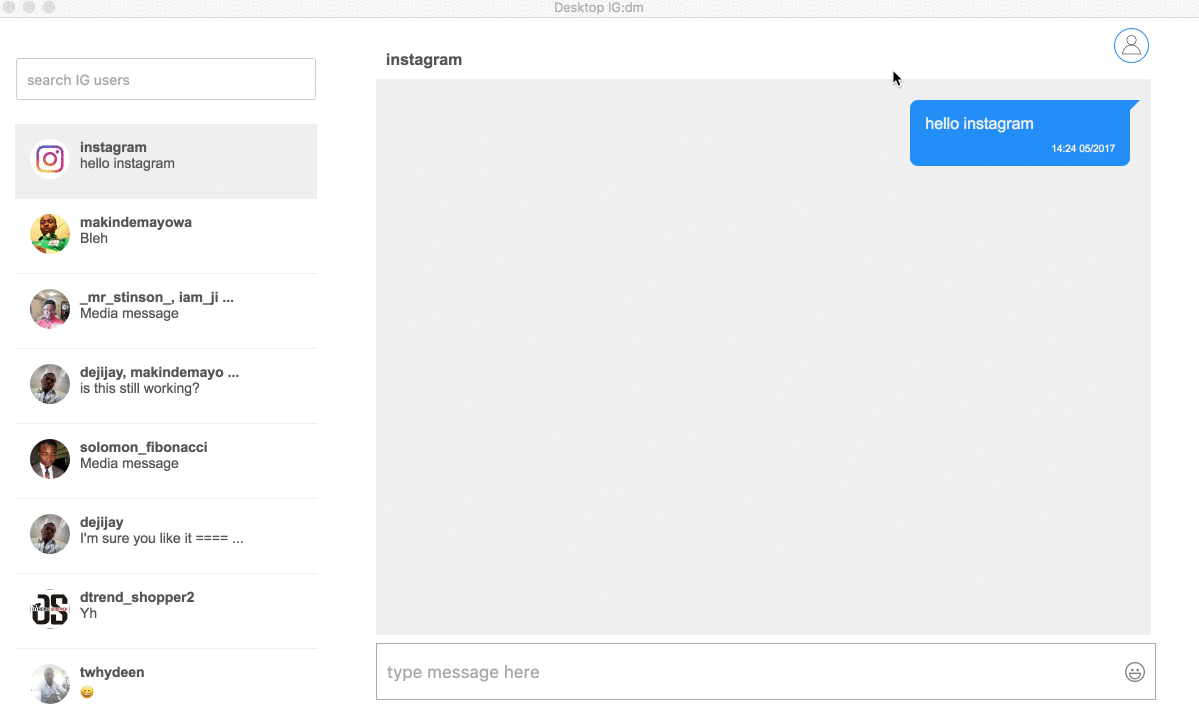 Desktop IG:dm
search IG users
instagram
hello instagram
makindemayowa
Bleh
_mr_stinson_, iam_ji ...
Media message
dejijay, makindemayo ...
is this still working?
solomon_fibonacci
Media message
dejijay
I'm sure you like it ==== ...
dtrend_shopper2
Yh
twhydeen
😀
instagram
hello instagram
14:24 05/2017
type message here